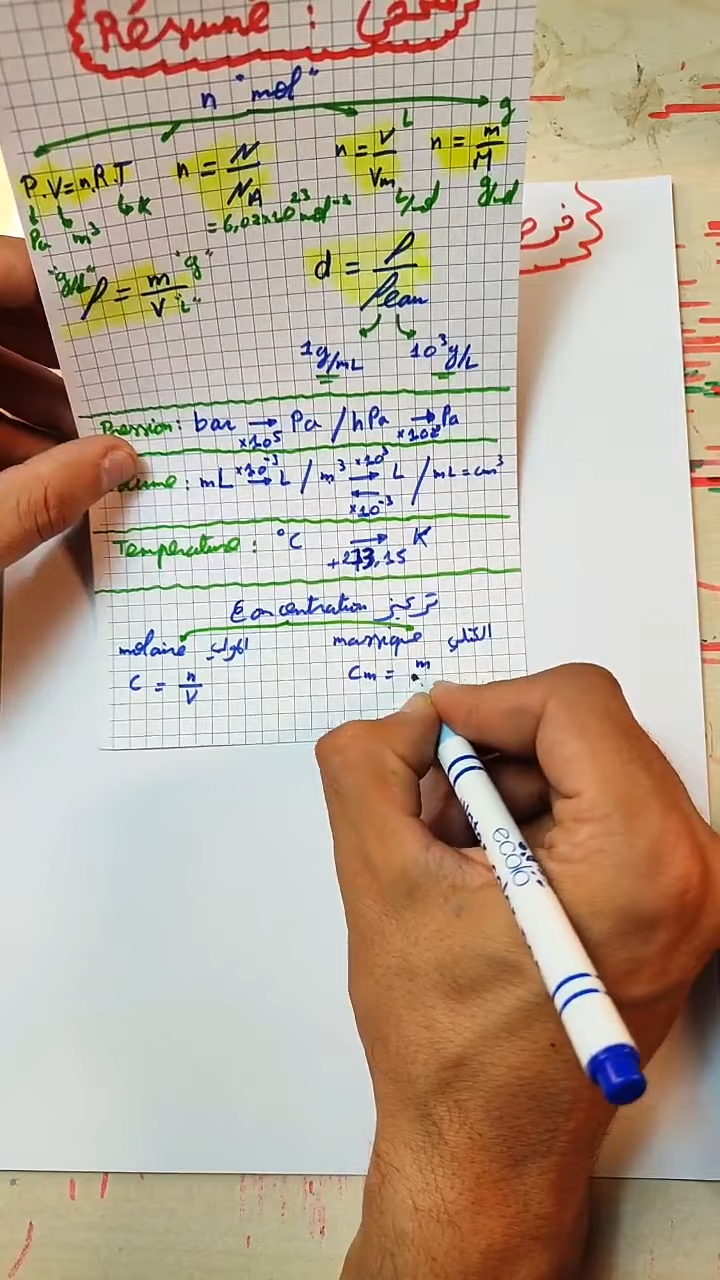 Résumé : ملخص
n "mol"
P.V=n.R.T
Pa m³ K
n = N / NA
= 6,02×10²³ mol⁻¹
n = V / Vm
L
L/mol
n = m / M
g
g/mol
"g/L" ρ = m "g" / V "L"
d = ρ / ρeau
1g/mL 10³g/L
Pression: bar → ×10⁵ Pa / hPa → ×10² Pa
mL ×10⁻³ → L / m³ ×10³ → L ← ×10⁻³ / mL = cm³
Température : °C → +273,15 K
Concentration تركيز
molaire massique الكتلي
C = n / V Cm = m
ecolo